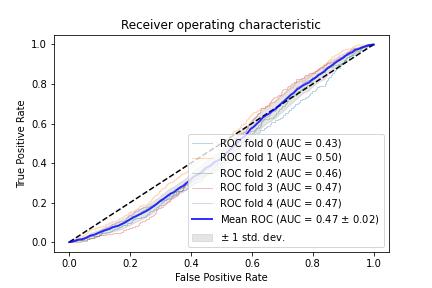 Receiver operating characteristic
True Positive Rate
1.0
0.8
0.6
0.4
0.2
0.0
ROC fold 0 (AUC = 0.43)
ROC fold 1 (AUC = 0.50)
ROC fold 2 (AUC = 0.46)
ROC fold 3 (AUC = 0.47)
ROC fold 4 (AUC = 0.47)
Mean ROC (AUC = 0.47 ± 0.02)
± 1 std. dev.
0.0 0.2 0.4 0.6 0.8 1.0
False Positive Rate